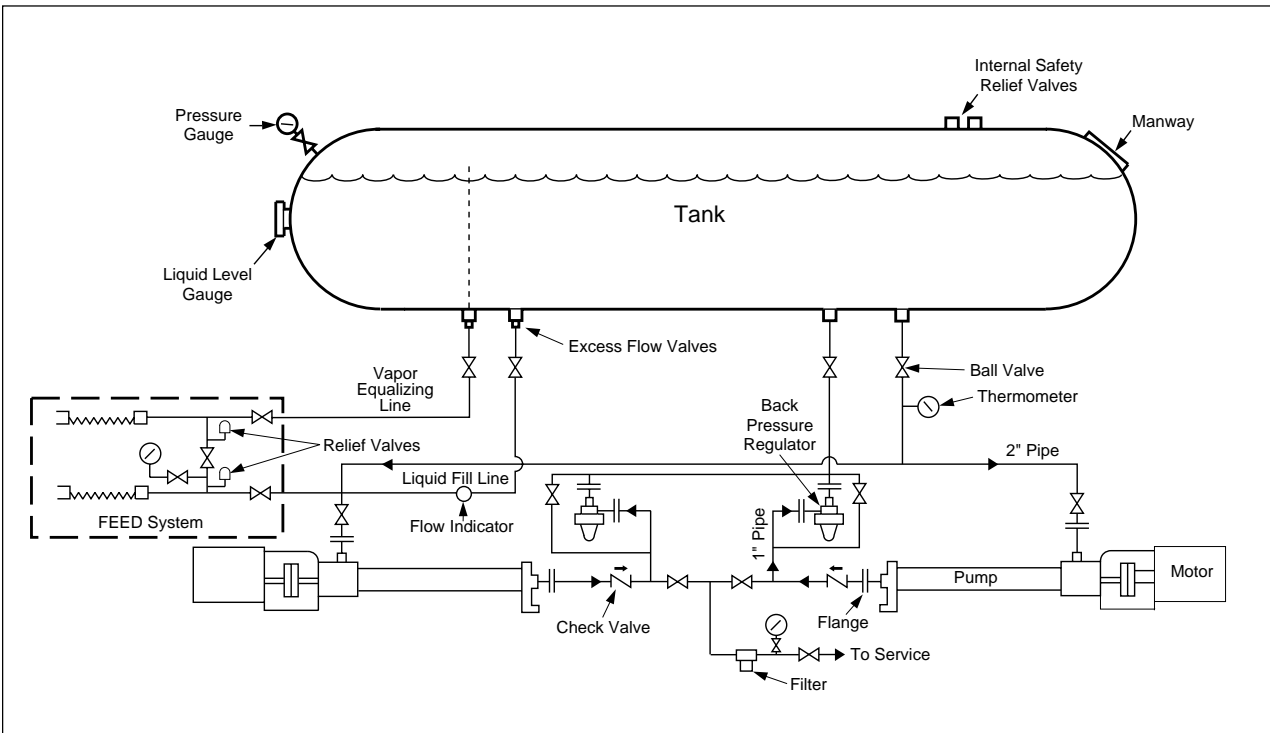 Internal Safety
Relief Valves
Pressure
Gauge
Manway
Tank
Liquid Level
Gauge
Excess Flow Valves
Ball Valve
Vapor
Equalizing
Line
Thermometer
Back
Pressure
Regulator
Relief Valves
2" Pipe
Liquid Fill Line
FEED System
Flow Indicator
1" Pipe
Motor
Pump
Check Valve
Flange
To Service
Filter